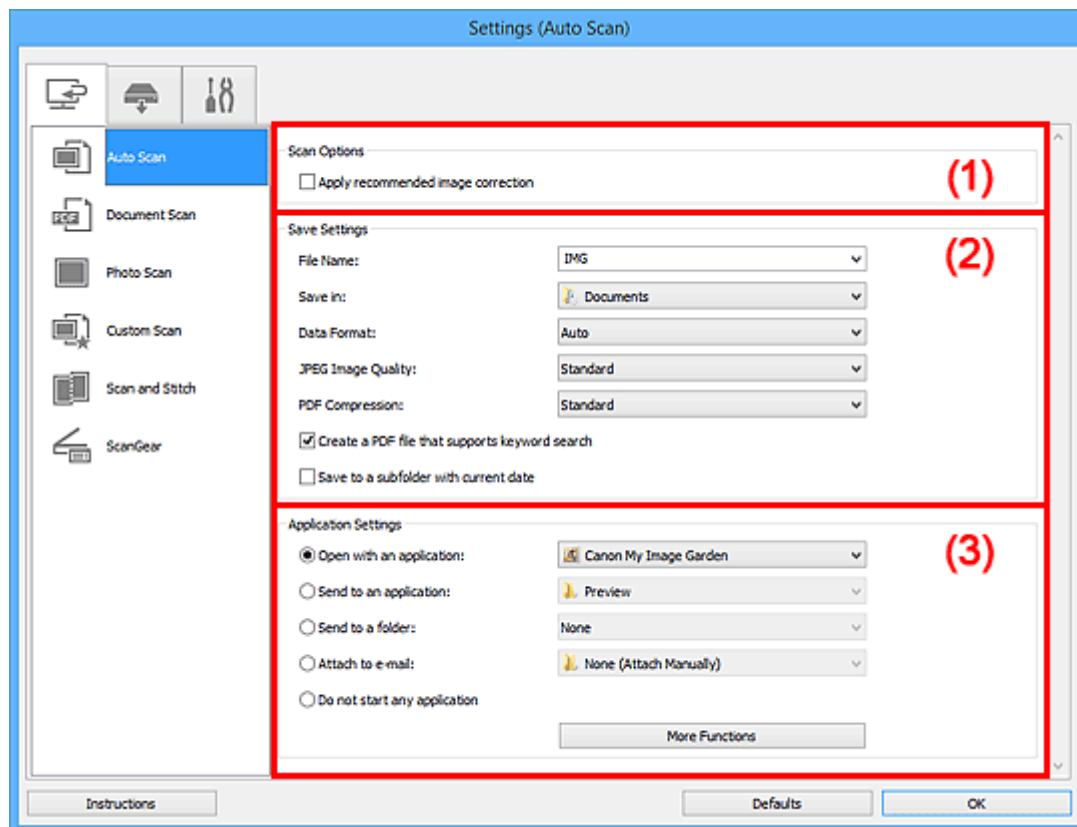 Settings (Auto Scan)
Auto Scan
PDF
Document Scan
Photo Scan
Custom Scan
Scan and Stitch
ScanGear
Scan Options
Apply recommended image correction
(1)
Save Settings
(2)
File Name: IMG
Save in: Documents
Data Format: Auto
JPEG Image Quality: Standard
PDF Compression: Standard
Create a PDF file that supports keyword search
Save to a subfolder with current date
Application Settings
(3)
Open with an application: Canon My Image Garden
Send to an application: Preview
Send to a folder: None
Attach to e-mail: None (Attach Manually)
Do not start any application
More Functions
Instructions Defaults OK